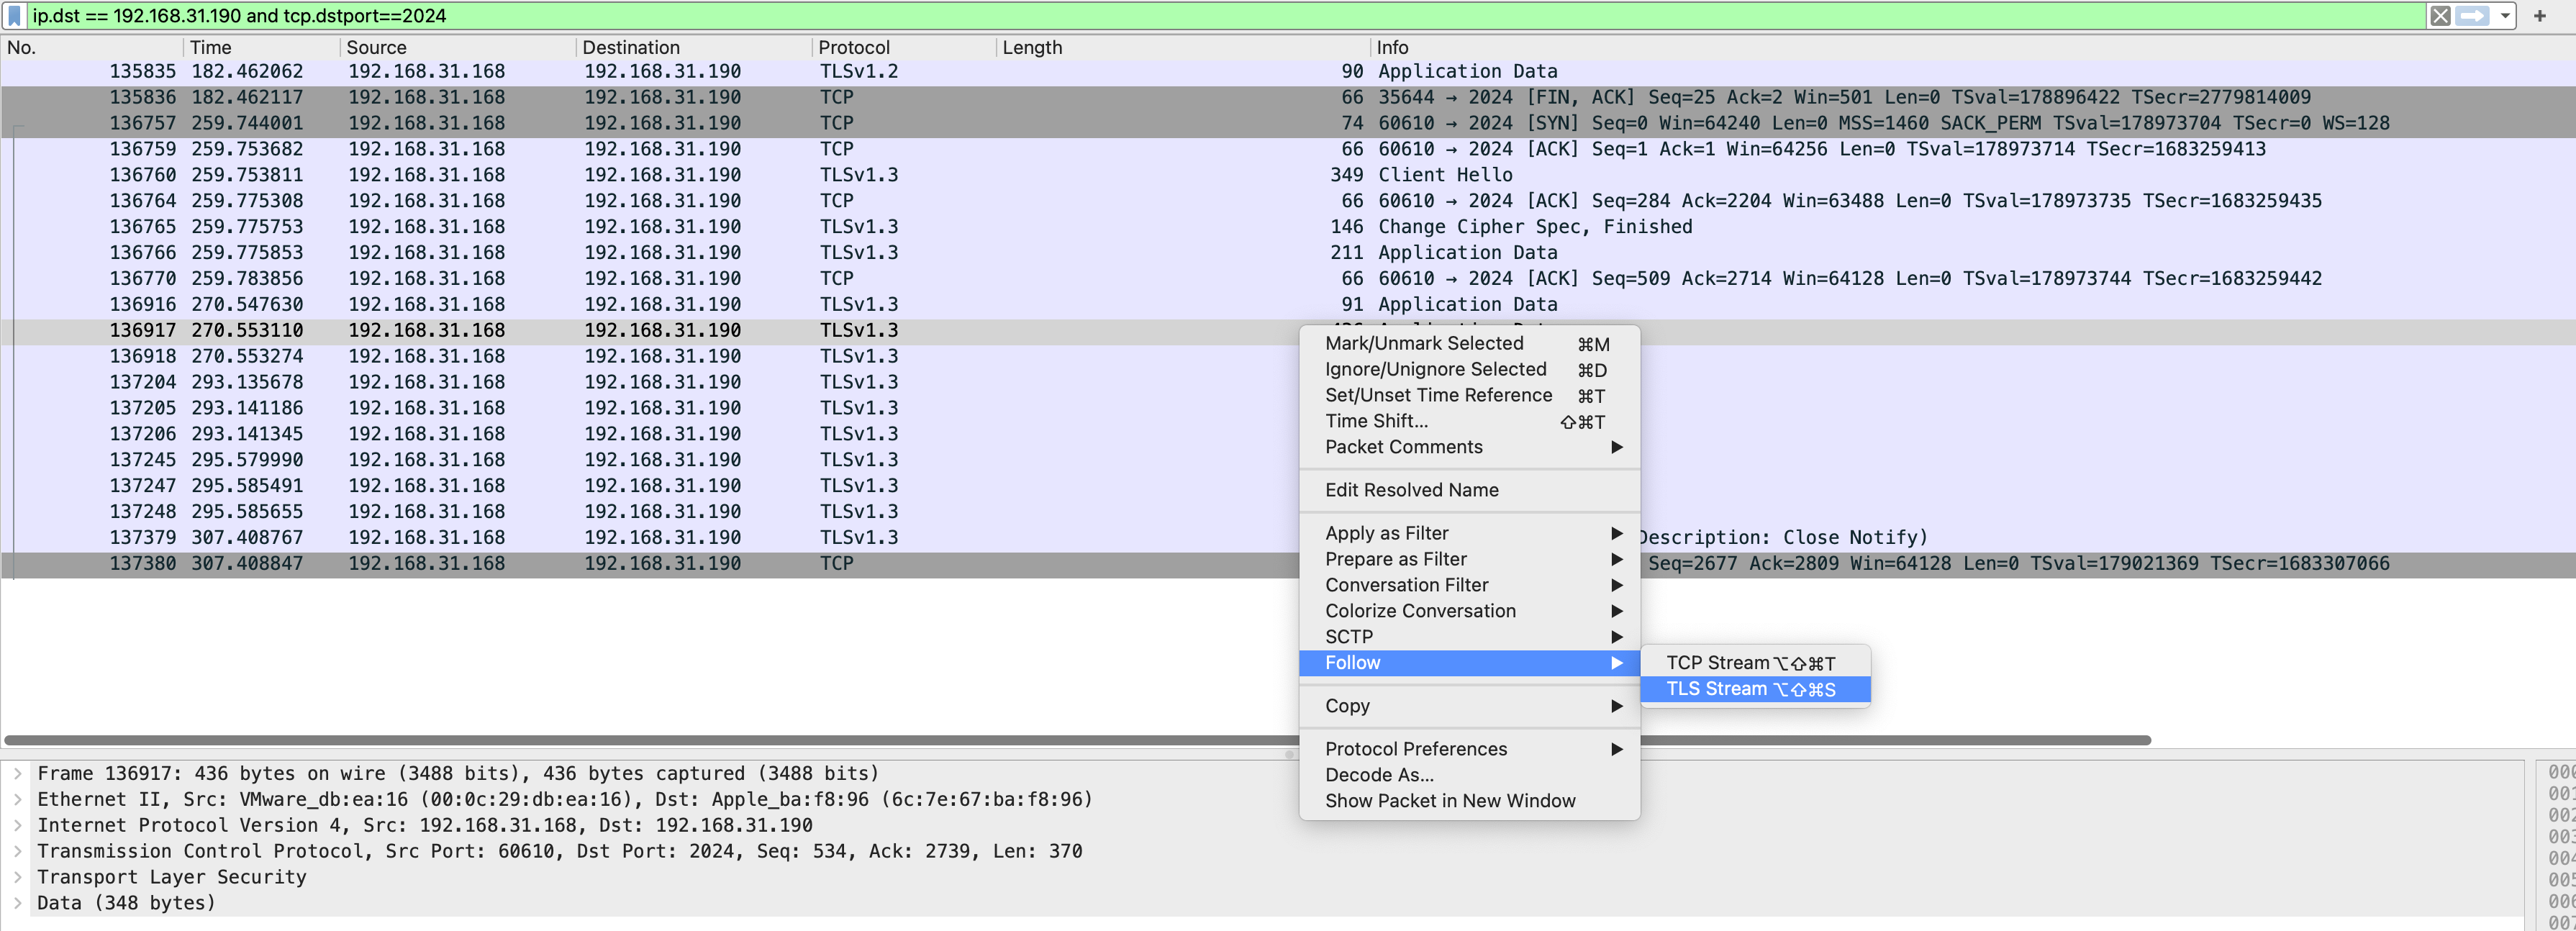 ip.dst == 192.168.31.190 and tcp.dstport==2024
No. Time Source Destination Protocol Length Info
135835 182.462062 192.168.31.168 192.168.31.190 TLSv1.2 90 Application Data
135836 182.462117 192.168.31.168 192.168.31.190 TCP 66 35644 → 2024 [FIN, ACK] Seq=25 Ack=2 Win=501 Len=0 TSval=178896422 TSecr=2779814009
136757 259.744001 192.168.31.168 192.168.31.190 TCP 74 60610 → 2024 [SYN] Seq=0 Win=64240 Len=0 MSS=1460 SACK_PERM TSval=178973704 TSecr=0 WS=128
136759 259.753682 192.168.31.168 192.168.31.190 TCP 66 60610 → 2024 [ACK] Seq=1 Ack=1 Win=64256 Len=0 TSval=178973714 TSecr=1683259413
136760 259.753811 192.168.31.168 192.168.31.190 TLSv1.3 349 Client Hello
136764 259.775308 192.168.31.168 192.168.31.190 TCP 66 60610 → 2024 [ACK] Seq=284 Ack=2204 Win=63488 Len=0 TSval=178973735 TSecr=1683259435
136765 259.775753 192.168.31.168 192.168.31.190 TLSv1.3 146 Change Cipher Spec, Finished
136766 259.775853 192.168.31.168 192.168.31.190 TLSv1.3 211 Application Data
136770 259.783856 192.168.31.168 192.168.31.190 TCP 66 60610 → 2024 [ACK] Seq=509 Ack=2714 Win=64128 Len=0 TSval=178973744 TSecr=1683259442
136916 270.547630 192.168.31.168 192.168.31.190 TLSv1.3 91 Application Data
136917 270.553110 192.168.31.168 192.168.31.190 TLSv1.3
136918 270.553274 192.168.31.168 192.168.31.190 TLSv1.3
137204 293.135678 192.168.31.168 192.168.31.190 TLSv1.3
137205 293.141186 192.168.31.168 192.168.31.190 TLSv1.3
137206 293.141345 192.168.31.168 192.168.31.190 TLSv1.3
137245 295.579990 192.168.31.168 192.168.31.190 TLSv1.3
137247 295.585491 192.168.31.168 192.168.31.190 TLSv1.3
137248 295.585655 192.168.31.168 192.168.31.190 TLSv1.3
137379 307.408767 192.168.31.168 192.168.31.190 TLSv1.3 Description: Close Notify)
137380 307.408847 192.168.31.168 192.168.31.190 TCP Seq=2677 Ack=2809 Win=64128 Len=0 TSval=179021369 TSecr=1683307066
Mark/Unmark Selected ⌘M
Ignore/Unignore Selected ⌘D
Set/Unset Time Reference ⌘T
Time Shift... ⇧⌘T
Packet Comments
Edit Resolved Name
Apply as Filter
Prepare as Filter
Conversation Filter
Colorize Conversation
SCTP
Follow
TCP Stream ⌥⇧⌘T
TLS Stream ⌥⇧⌘S
Copy
Protocol Preferences
Decode As...
Show Packet in New Window
Frame 136917: 436 bytes on wire (3488 bits), 436 bytes captured (3488 bits)
Ethernet II, Src: VMware_db:ea:16 (00:0c:29:db:ea:16), Dst: Apple_ba:f8:96 (6c:7e:67:ba:f8:96)
Internet Protocol Version 4, Src: 192.168.31.168, Dst: 192.168.31.190
Transmission Control Protocol, Src Port: 60610, Dst Port: 2024, Seq: 534, Ack: 2739, Len: 370
Transport Layer Security
Data (348 bytes)